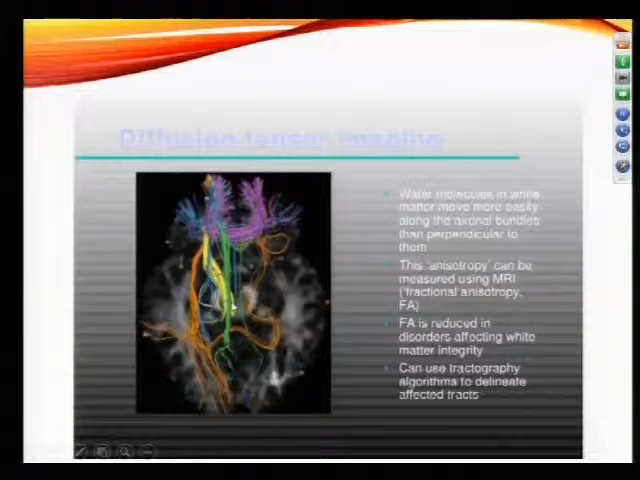 Diffusion tensor imaging
Water molecules in white
matter move more easily
along the axonal bundles
than perpendicular to
them
This 'anisotropy' can be
measured using MRI
('fractional anisotropy,
FA)
FA is reduced in
disorders affecting white
matter integrity
Can use tractography
algorithm to delineate
affected tracts